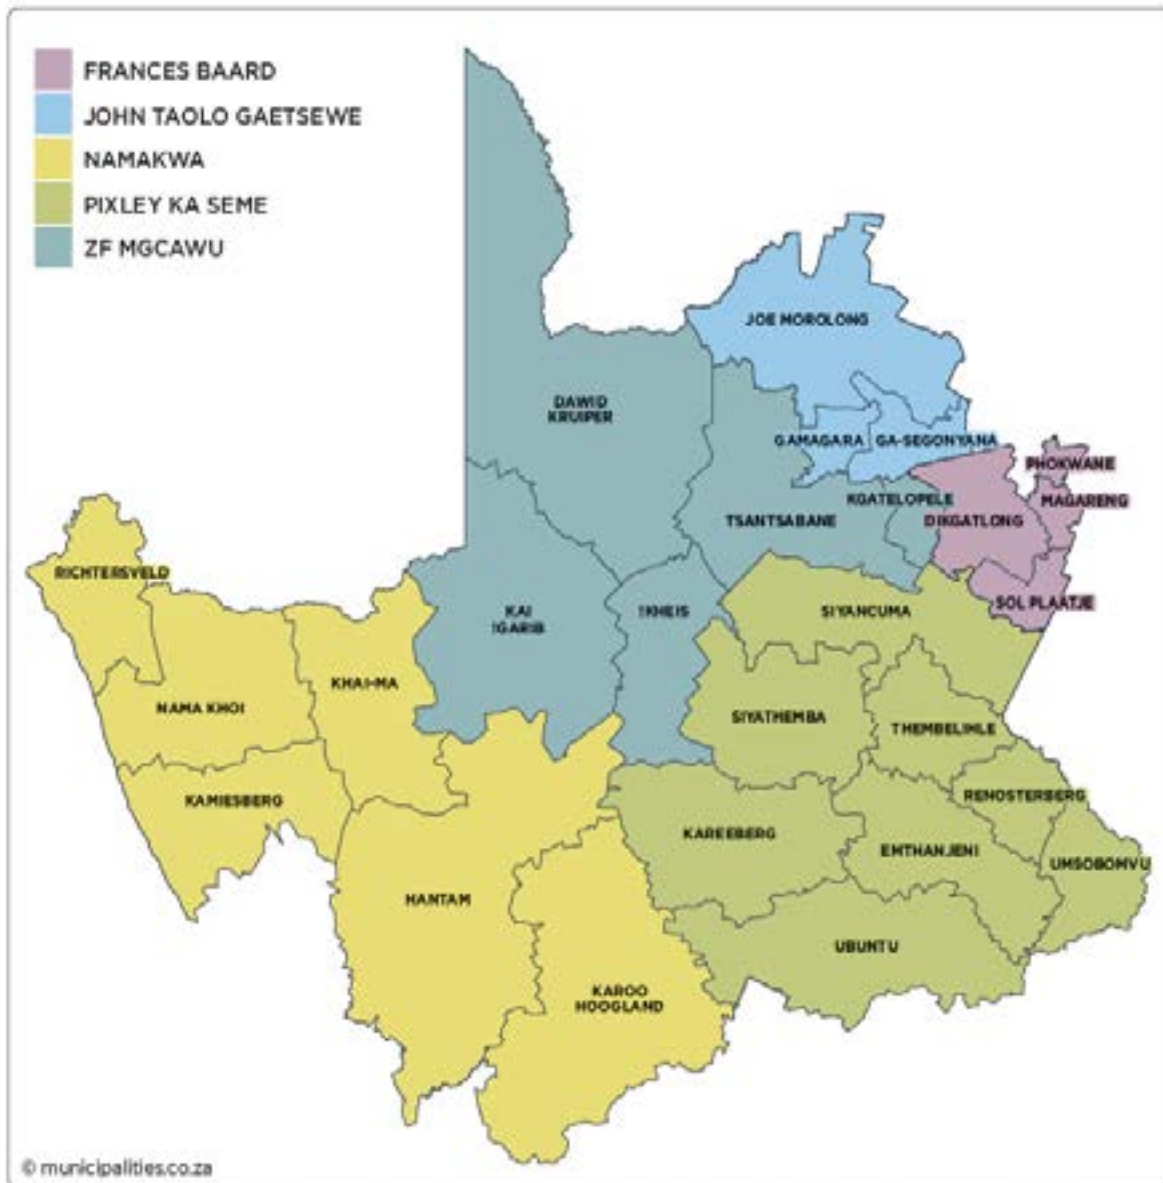 FRANCES BAARD
JOHN TAOLO GAETSEWE
NAMAKWA
PIXLEY KA SEME
ZF MGCAWU
JOE MOROLONG
DAWID
KRUIPER
GAMAGARA
GA-SEGONYANA
PHOKWANE
KGATELOPELE
MAGARENG
TSANTSABANE
DIKGATLONG
RICHTERSVELD
KAI
!GARIB
!KHEIS
SIYANCUMA
SOL PLAATJE
KHAI-MA
NAMA KHOI
SIYATHEMBA
THEMBELIHLE
KAMIESBERG
RENOSTERBERG
KAREEBERG
EMTHANJENI
UMSOBOMVU
HANTAM
UBUNTU
KAROO
HOOGLAND
© municipalities.co.za